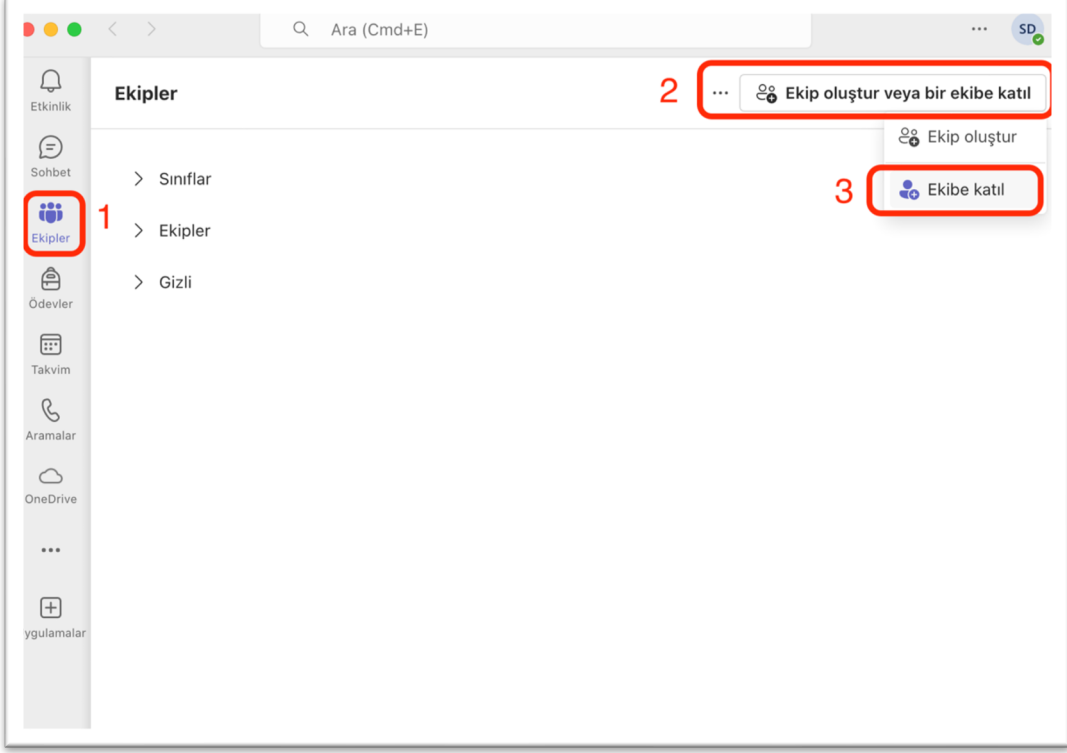 Ara (Cmd+E)
SD
Etkinlik
Sohbet
Ekipler
1
Ödevler
Takvim
Aramalar
OneDrive
ygulamalar
Ekipler
2
Ekip oluştur veya bir ekibe katıl
Ekip oluştur
3
Ekibe katıl
Sınıflar
Ekipler
Gizli